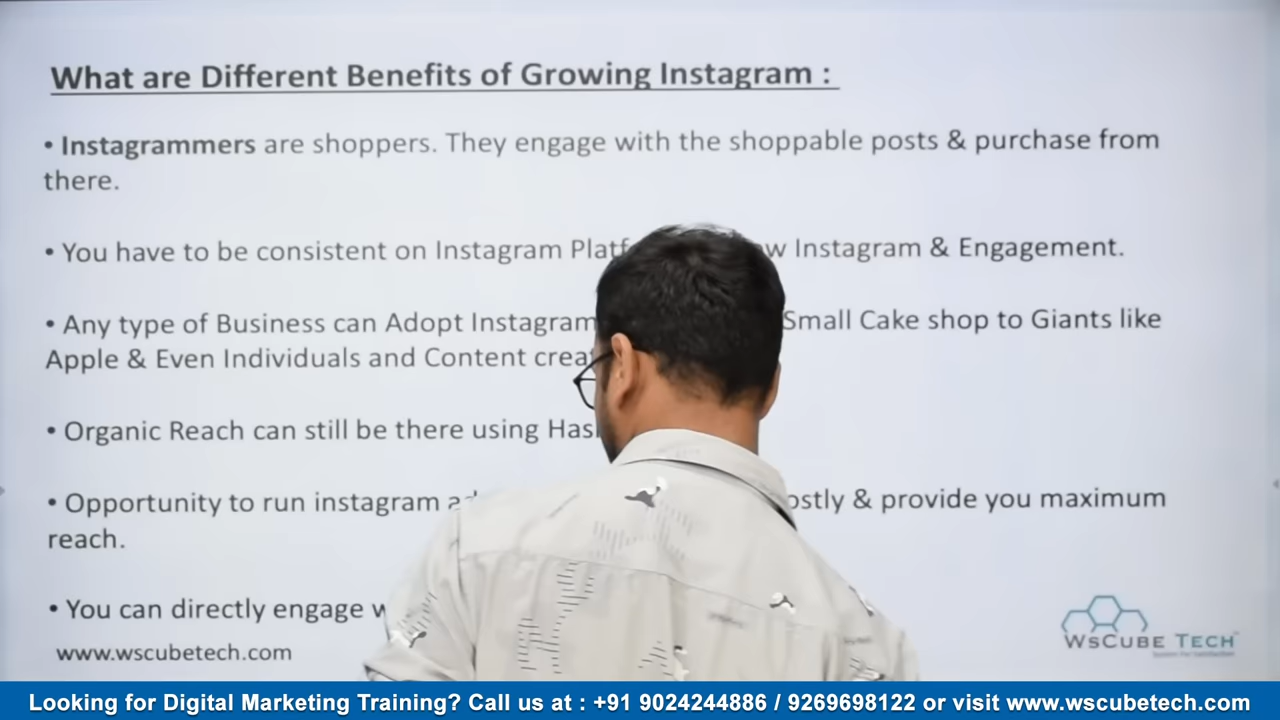 What are Different Benefits of Growing Instagram :
• Instagrammers are shoppers. They engage with the shoppable posts & purchase from
there.
• You have to be consistent on Instagram Instagram & Engagement.
• Any type of Business can Adopt Instagram Small Cake shop to Giants like
Apple & Even Individuals and Content
• Organic Reach can still be there using
• Opportunity to run instagram & provide you maximum
reach.
• You can directly engage
www.wscubetech.com
WSCUBE TECH
Looking for Digital Marketing Training? Call us at : +91 9024244886 / 9269698122 or visit www.wscubetech.com